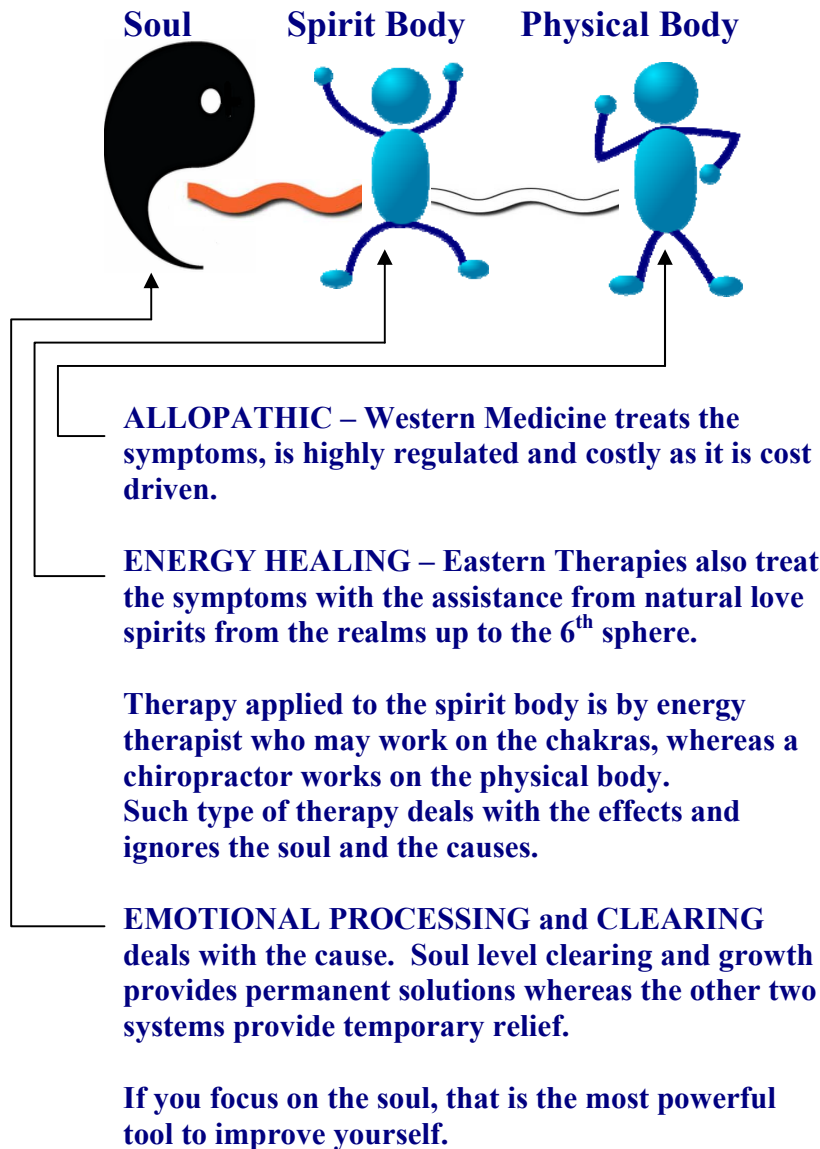 Soul Spirit Body Physical Body
ALLOPATHIC – Western Medicine treats the
symptoms, is highly regulated and costly as it is cost
driven.
ENERGY HEALING – Eastern Therapies also treat
the symptoms with the assistance from natural love
spirits from the realms up to the 6th sphere.
Therapy applied to the spirit body is by energy
therapist who may work on the chakras, whereas a
chiropractor works on the physical body.
Such type of therapy deals with the effects and
ignores the soul and the causes.
EMOTIONAL PROCESSING and CLEARING
deals with the cause.  Soul level clearing and growth
provides permanent solutions whereas the other two
systems provide temporary relief.
If you focus on the soul, that is the most powerful
tool to improve yourself.